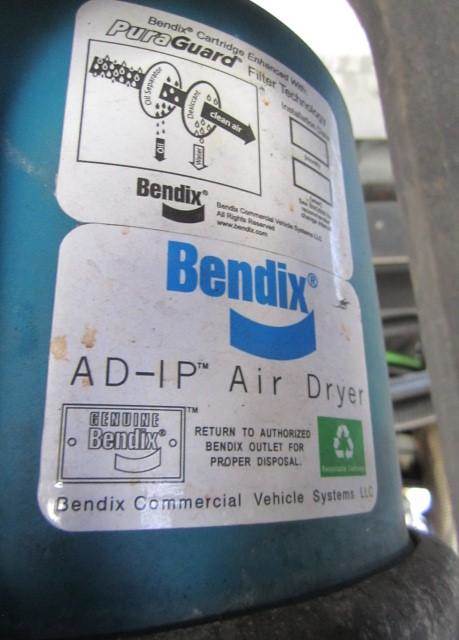 Bendix® Cartridge Enhanced With
PuraGuard® Filter Technology
Oil Separator
Desiccant
clean air
Oil
Water
Installation
Bendix®
Bendix Commercial Vehicle Systems LLC
All Rights Reserved
www.bendix.com
Bendix®
AD-IP™ Air Dryer
GENUINE
Bendix®
™
RETURN TO AUTHORIZED
BENDIX OUTLET FOR
PROPER DISPOSAL.
Bendix Commercial Vehicle Systems LLC